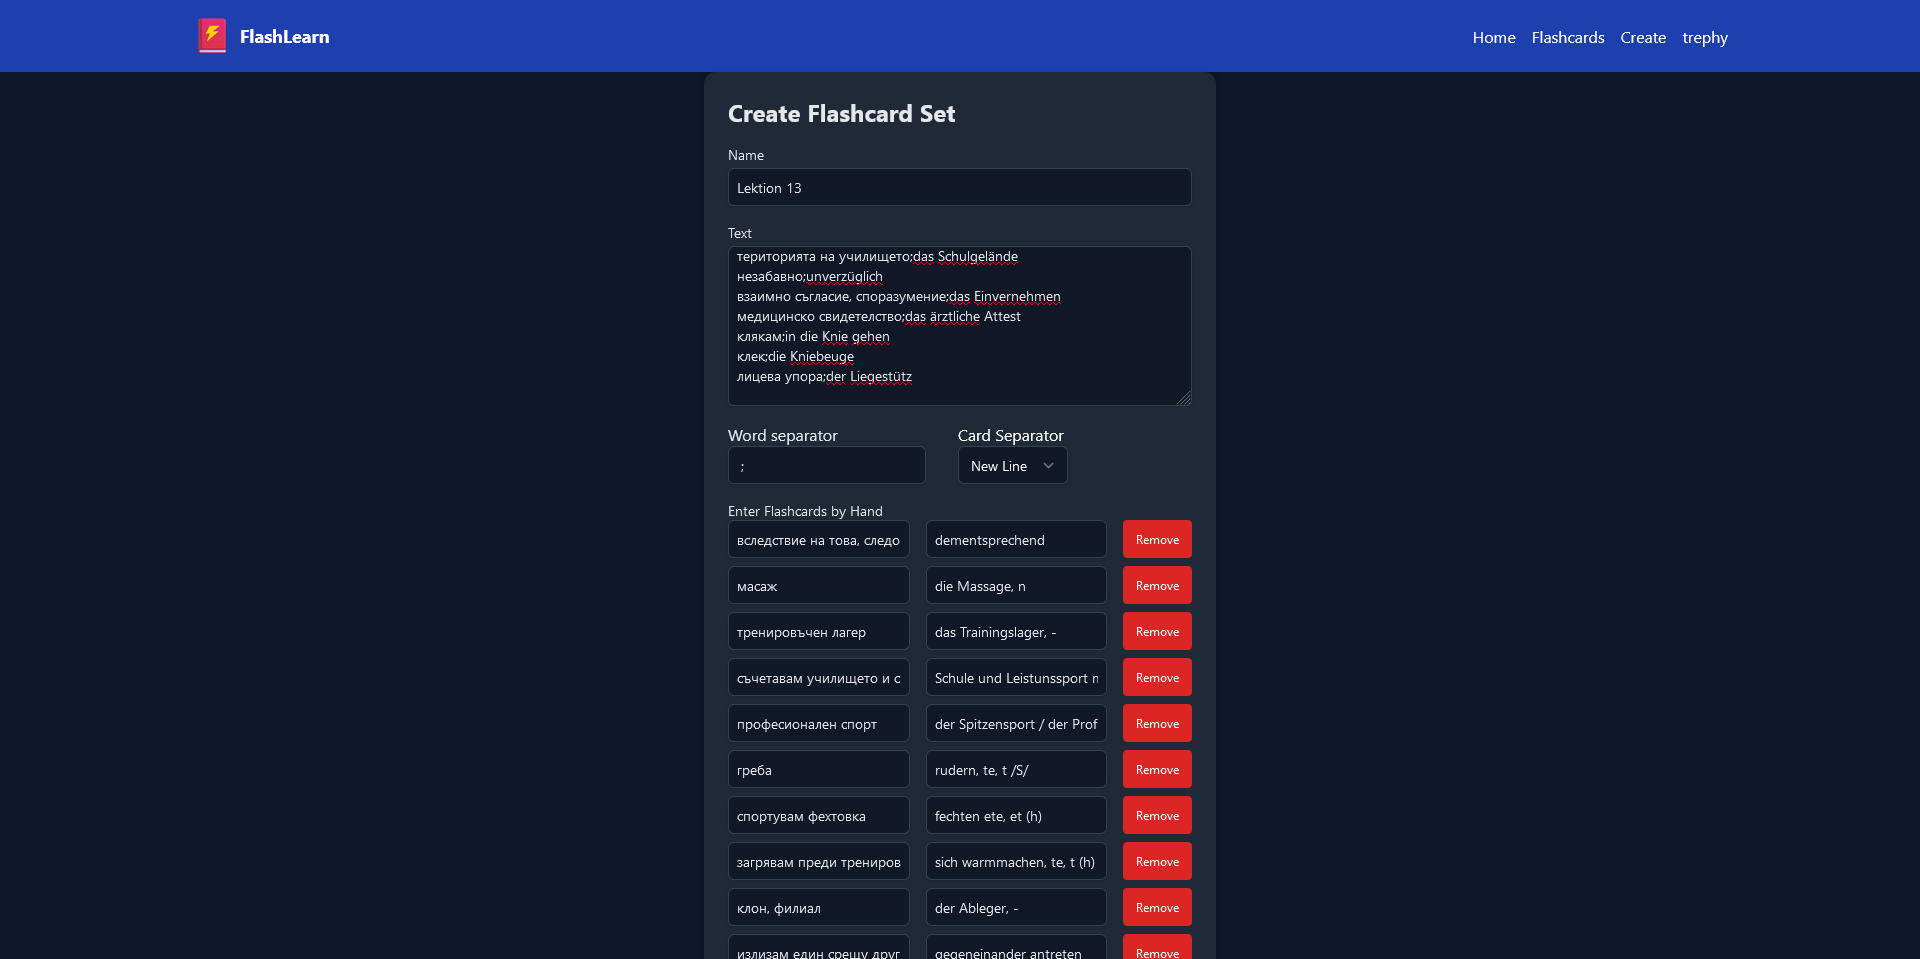 FlashLearn
Home Flashcards Create trephy
Create Flashcard Set
Name
Lektion 13
Text
територията на училището;das Schulgelände
незабавно;unverzüglich
взаимно съгласие, споразумение;das Einvernehmen
медицинско свидетелство;das ärztliche Attest
клякам;in die Knie gehen
клек;die Kniebeuge
лицева упора;der Liegestütz
Word separator Card Separator
; New Line
Enter Flashcards by Hand
вследствие на това, следо dementsprechend Remove
масаж die Massage, n Remove
тренировъчен лагер das Trainingslager, - Remove
съчетавам училището и с Schule und Leistunssport n Remove
професионален спорт der Spitzensport / der Prof Remove
греба rudern, te, t /S/ Remove
спортувам фехтовка fechten ete, et (h) Remove
загрявам преди трениров sich warmmachen, te, t (h) Remove
клон, филиал der Ableger, - Remove
излизам един срещу друг gegeneinander antreten Remove